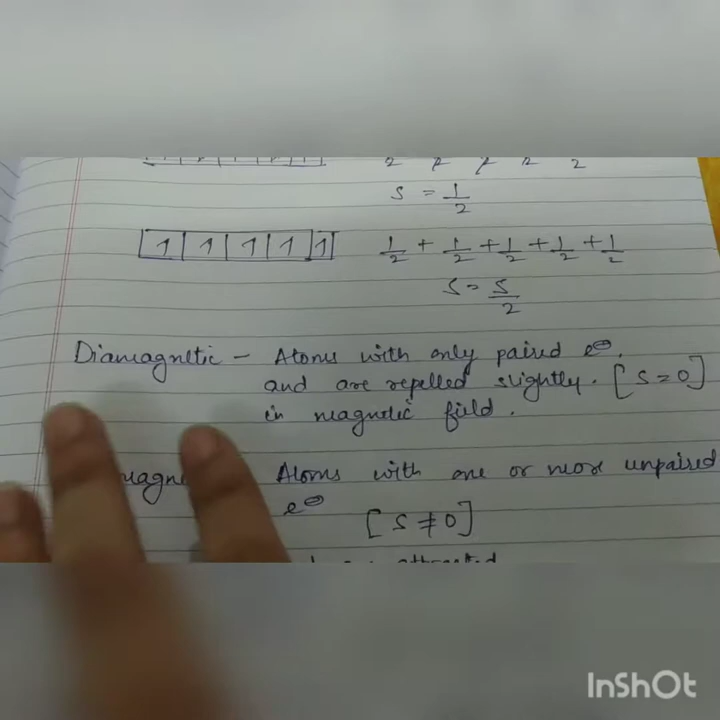 s = 1/2
1 1 1 1 1 1/2 + 1/2 + 1/2 + 1/2 + 1/2
s = 5/2
Diamagnetic - Atoms with only paired e⊖.
and are repelled slightly. [s = 0]
in magnetic field.
Atoms with one or more unpaired
e⊖ [s ≠ 0]
attracted
InShOt